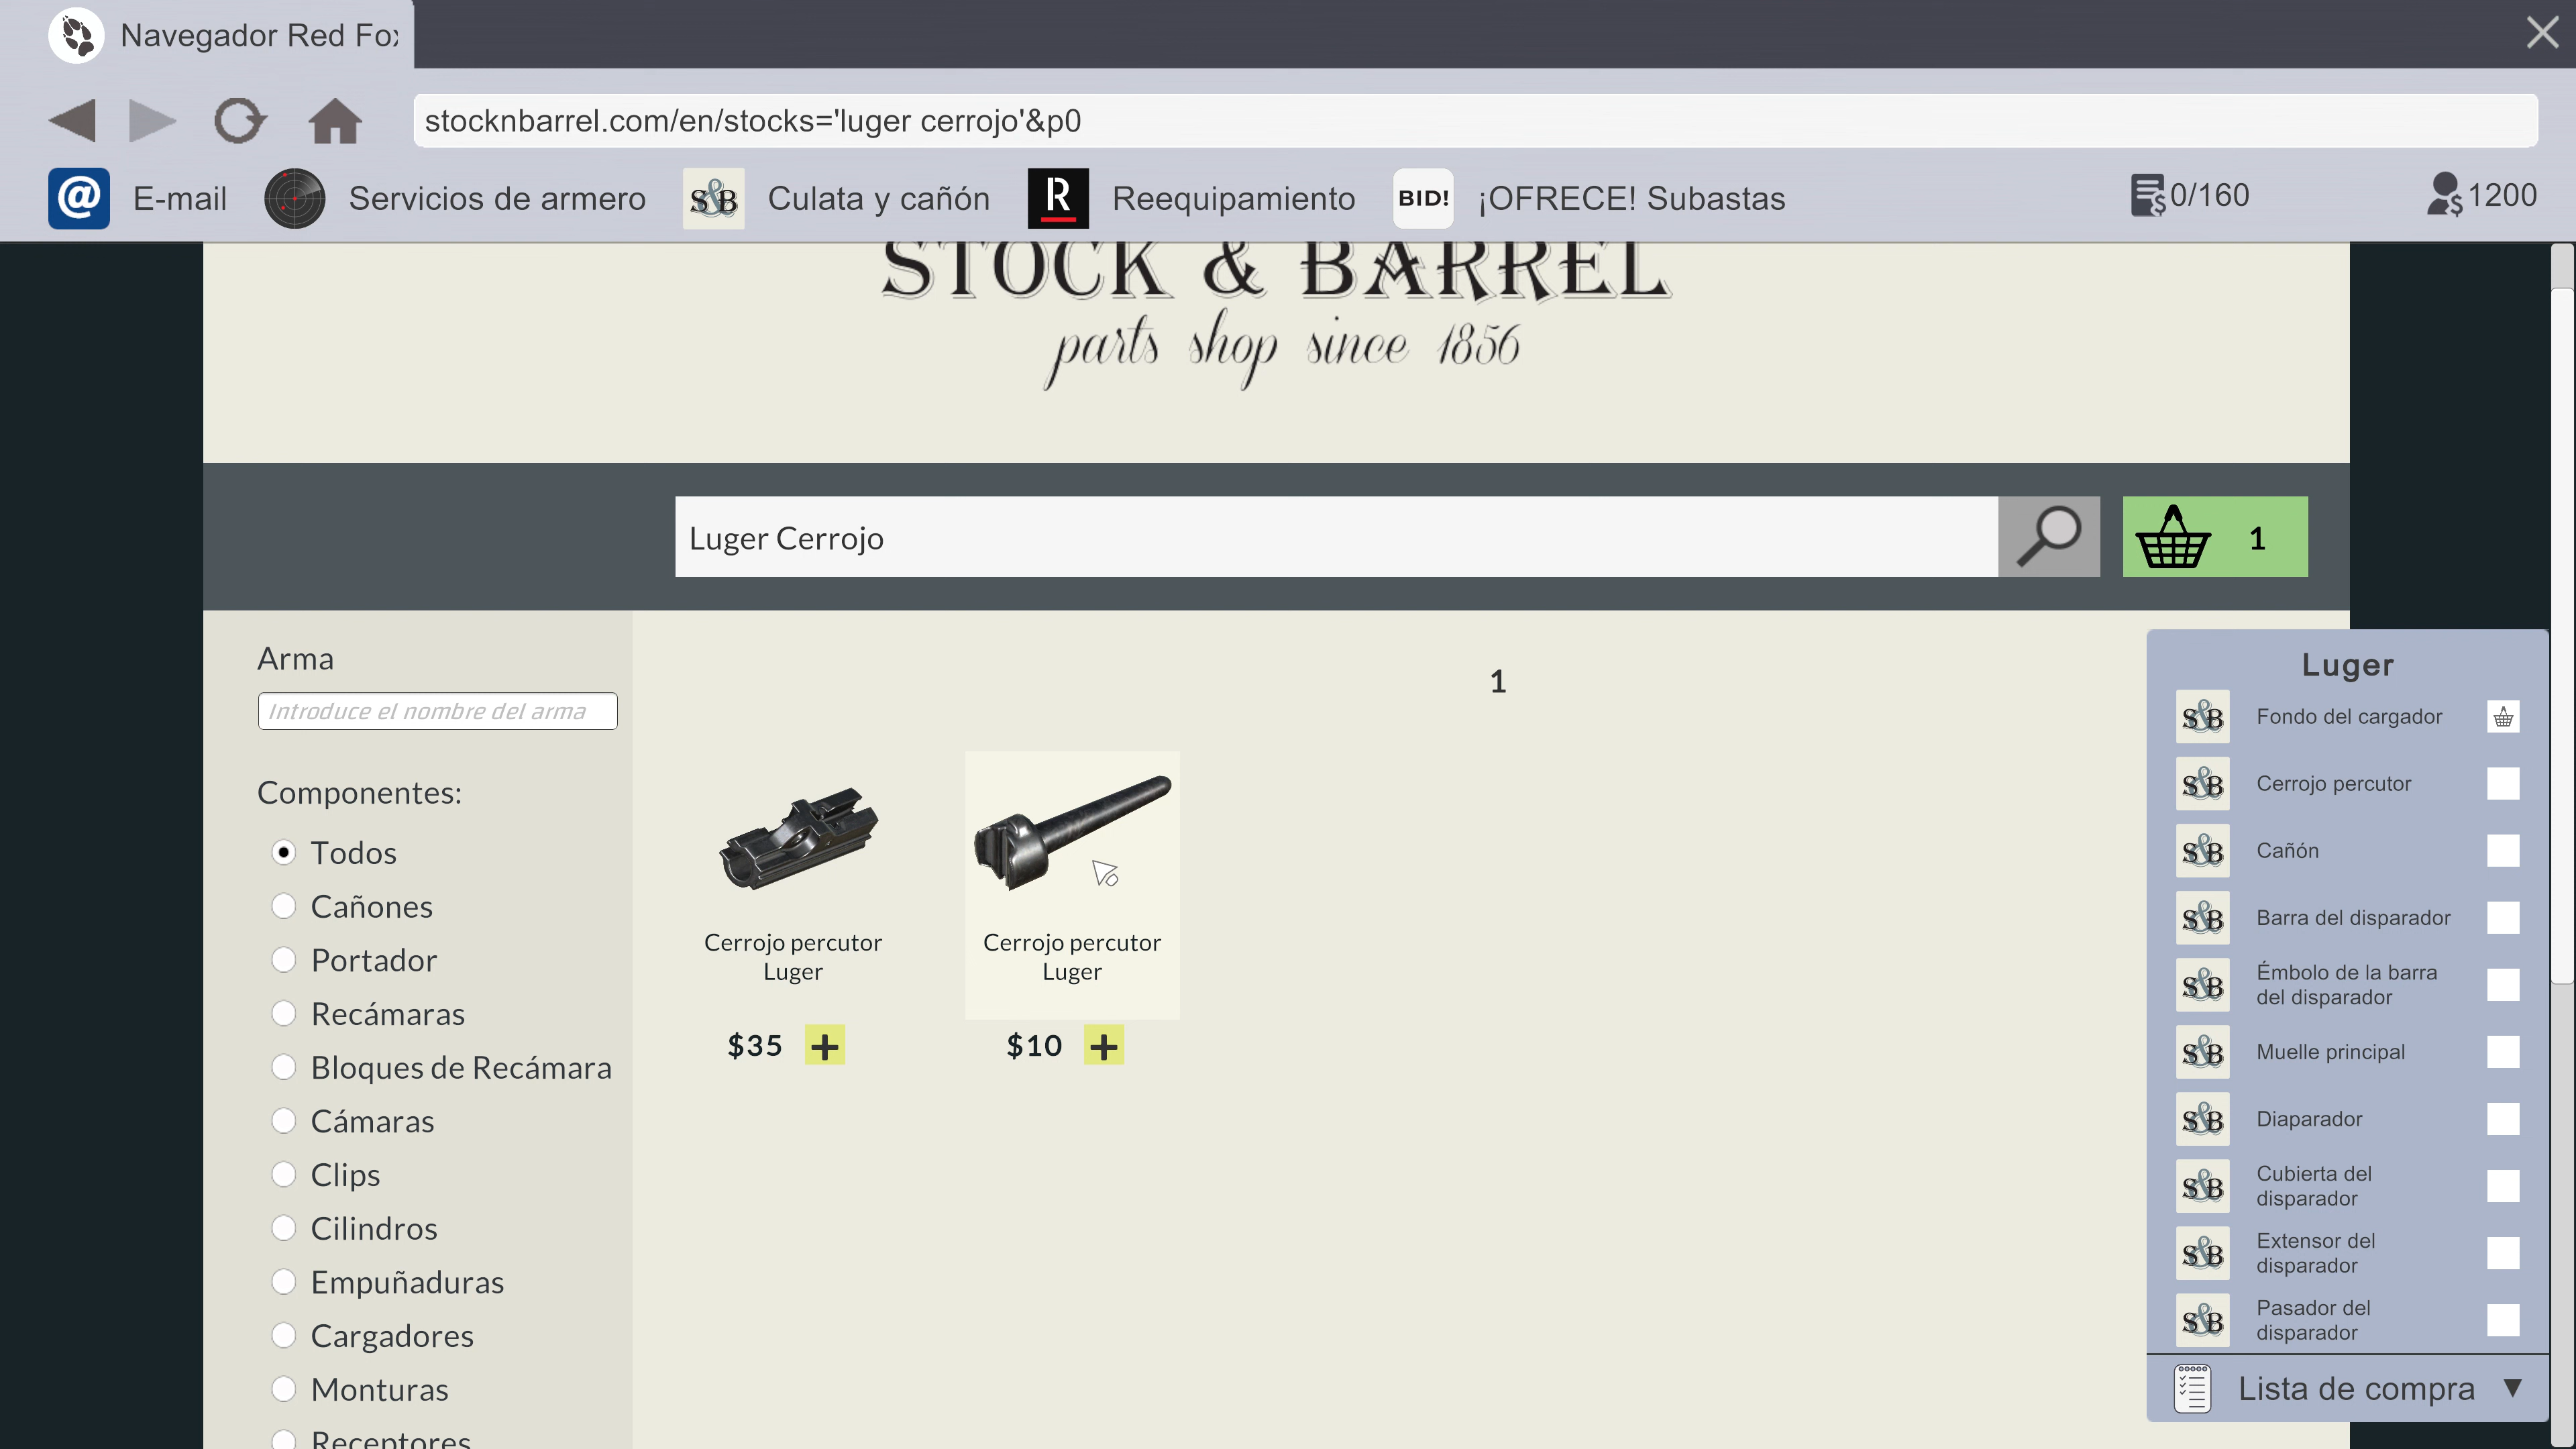 Navegador Red Fox
stocknbarrel.com/en/stocks='luger cerrojo'&p0
@ E-mail
Servicios de armero
S&B Culata y cañón
R Reequipamiento
BID! ¡OFRECE! Subastas
0/160
1200
STOCK & BARREL
parts shop since 1856
Luger Cerrojo
1
Arma
Introduce el nombre del arma
Componentes:
Todos
Cañones
Portador
Recámaras
Bloques de Recámara
Cámaras
Clips
Cilindros
Empuñaduras
Cargadores
Monturas
Receptores
1
Cerrojo percutor
Luger
$35 +
Cerrojo percutor
Luger
$10 +
Luger
S&B Fondo del cargador
S&B Cerrojo percutor
S&B Cañón
S&B Barra del disparador
S&B Émbolo de la barra
del disparador
S&B Muelle principal
S&B Diaparador
S&B Cubierta del
disparador
S&B Extensor del
disparador
S&B Pasador del
disparador
Lista de compra